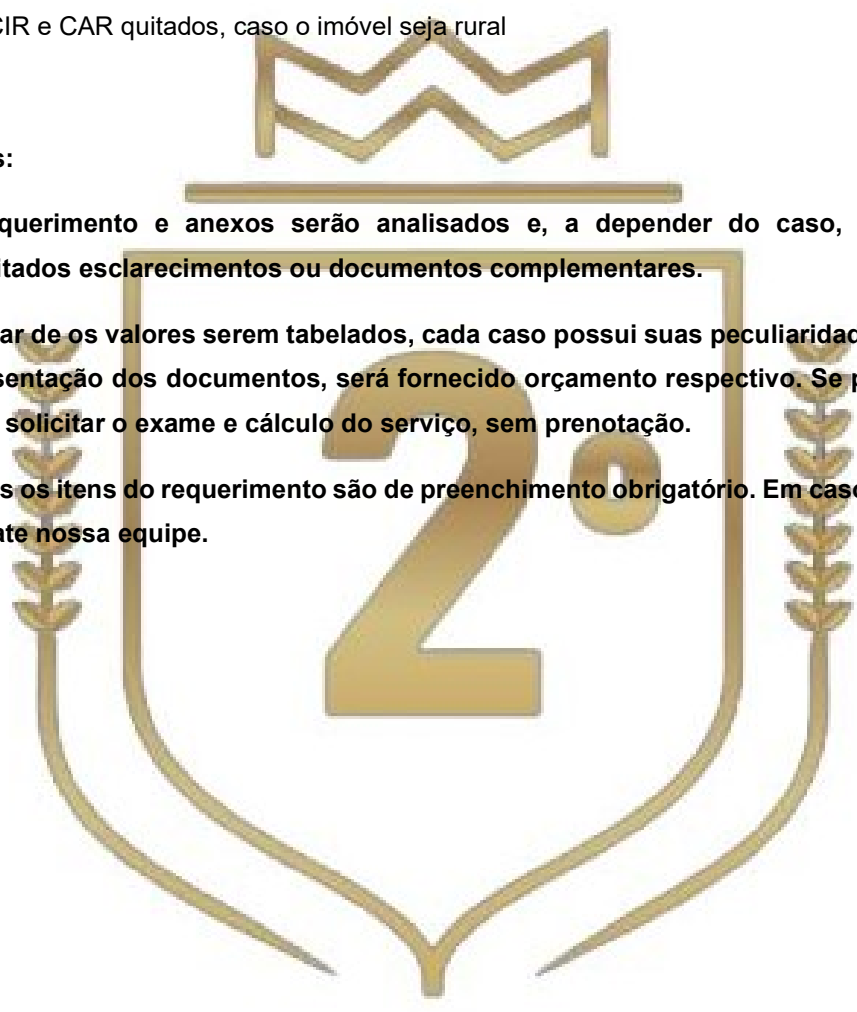 CIR e CAR quitados, caso o imóvel seja rural
s:
querimento e anexos serão analisados e, a depender do caso,
itados esclarecimentos ou documentos complementares.
ar de os valores serem tabelados, cada caso possui suas peculiaridad
sentação dos documentos, será fornecido orçamento respectivo. Se p
solicitar o exame e cálculo do serviço, sem prenotação.
s os itens do requerimento são de preenchimento obrigatório. Em caso
ate nossa equipe.
2º